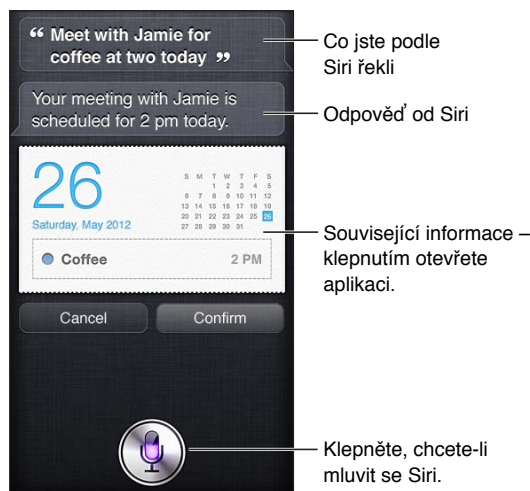 “ Meet with Jamie for
coffee at two today ”
Co jste podle
Siri řekli
Your meeting with Jamie is
scheduled for 2 pm today.
Odpověď od Siri
26
Saturday, May 2012
S M T W T F S
1 2 3 4 5
6 7 8 9 10 11 12
13 14 15 16 17 18 19
20 21 22 23 24 25 26
27 28 29 30 31
Coffee 2 PM
Související informace –
klepnutím otevřete
aplikaci.
Cancel Confirm
Klepněte, chcete-li
mluvit se Siri.